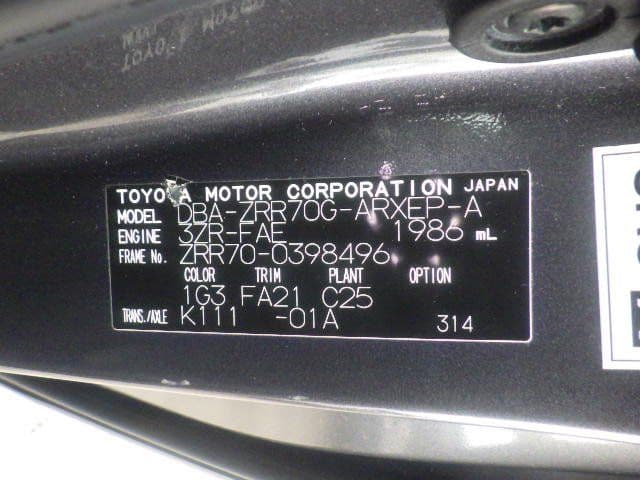 TOYOTA MOTOR CORPORATION JAPAN
MODEL DBA-ZRR70G-ARXEP-A
ENGINE 3ZR-FAE 1986 mL
FRAME No. ZRR70-0398496
COLOR TRIM PLANT OPTION
1G3 FA21 C25
TRANS./AXLE K111 -01A 314